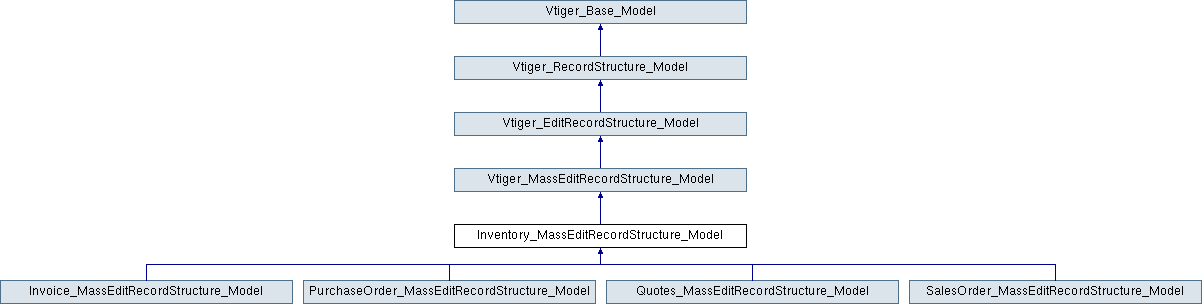 Vtiger_Base_Model
Vtiger_RecordStructure_Model
Vtiger_EditRecordStructure_Model
Vtiger_MassEditRecordStructure_Model
Inventory_MassEditRecordStructure_Model
Invoice_MassEditRecordStructure_Model
PurchaseOrder_MassEditRecordStructure_Model
Quotes_MassEditRecordStructure_Model
SalesOrder_MassEditRecordStructure_Model